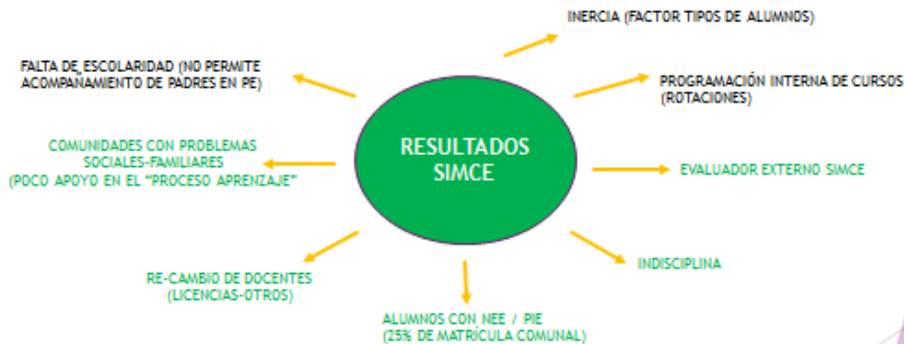 INERCIA (FACTOR TIPOS DE ALUMNOS)
FALTA DE ESCOLARIDAD (NO PERMITE
ACOMPAÑAMIENTO DE PADRES EN PE)
PROGRAMACIÓN INTERNA DE CURSOS
(ROTACIONES)
RESULTADOS
SIMCE
COMUNIDADES CON PROBLEMAS
SOCIALES-FAMILIARES
(POCO APOYO EN EL “PROCESO APRENZAJE”
EVALUADOR EXTERNO SIMCE
RE-CAMBIO DE DOCENTES
(LICENCIAS-OTROS)
INDISCIPLINA
ALUMNOS CON NEE / PIE
(25% DE MATRÍCULA COMUNAL)